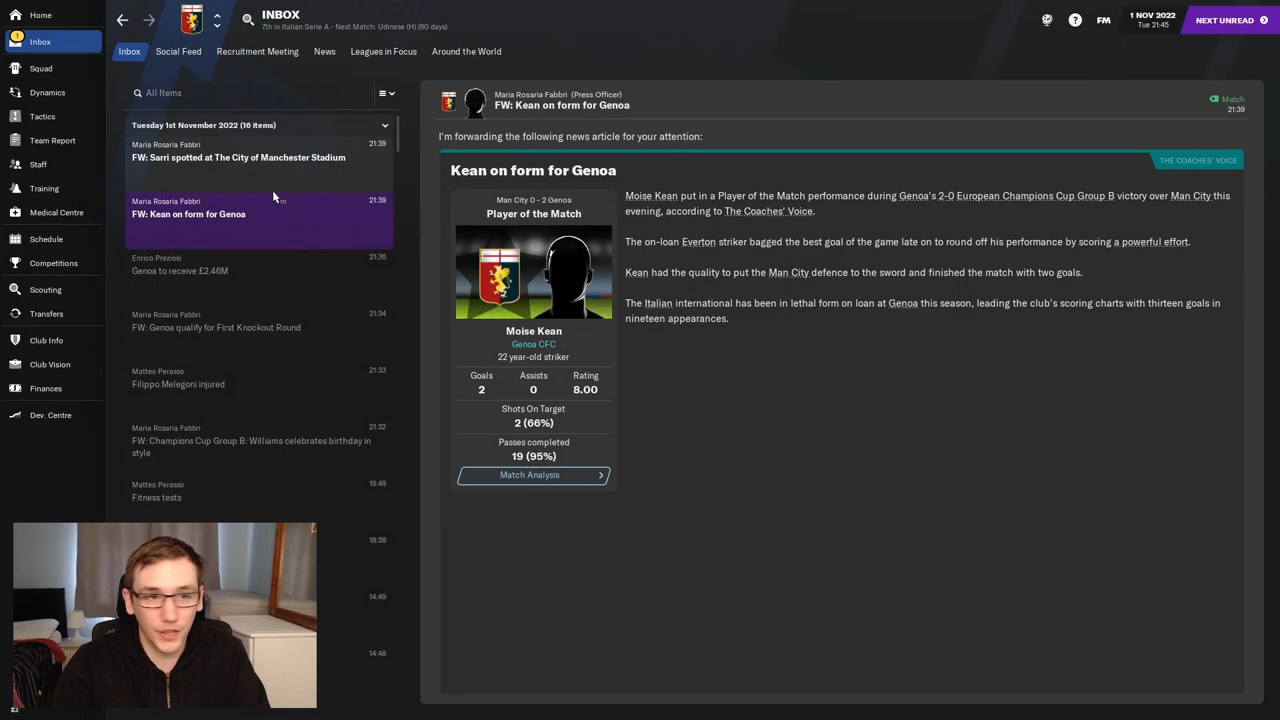 Home
1
Inbox
Squad
Dynamics
Tactics
Team Report
Staff
Training
Medical Centre
Schedule
Competitions
Scouting
Transfers
Club Info
Club Vision
Finances
Dev. Centre
INBOX
7th in Italian Serie A - Next Match: Udinese (H) (60 days)
?
FM
1 NOV 2022
Tue 21:45
NEXT UNREAD
Inbox
Social Feed
Recruitment Meeting
News
Leagues in Focus
Around the World
All Items
Tuesday 1st November 2022 (16 items)
Maria Rosaria Fabbri 21:39
FW: Sarri spotted at The City of Manchester Stadium
Maria Rosaria Fabbri 21:39
FW: Kean on form for Genoa
Enrico Preziosi 21:36
Genoa to receive £2.46M
Maria Rosaria Fabbri 21:34
FW: Genoa qualify for First Knockout Round
Matteo Perasso 21:33
Filippo Melegoni injured
Maria Rosaria Fabbri 21:32
FW: Champions Cup Group B: Williams celebrates birthday in
style
Matteo Perasso 19:49
Fitness tests
18:38
14:49
14:48
Maria Rosaria Fabbri (Press Officer)
FW: Kean on form for Genoa
Match
21:39
I'm forwarding the following news article for your attention:
THE COACHES' VOICE
Kean on form for Genoa
Man City 0 - 2 Genoa
Player of the Match
Moise Kean
Genoa CFC
22 year-old striker
Goals Assists Rating
2 0 8.00
Shots On Target
2 (66%)
Passes completed
19 (95%)
Match Analysis
Moise Kean put in a Player of the Match performance during Genoa's 2-0 European Champions Cup Group B victory over Man City this
evening, according to The Coaches' Voice.
The on-loan Everton striker bagged the best goal of the game late on to round off his performance by scoring a powerful effort.
Kean had the quality to put the Man City defence to the sword and finished the match with two goals.
The Italian international has been in lethal form on loan at Genoa this season, leading the club's scoring charts with thirteen goals in
nineteen appearances.